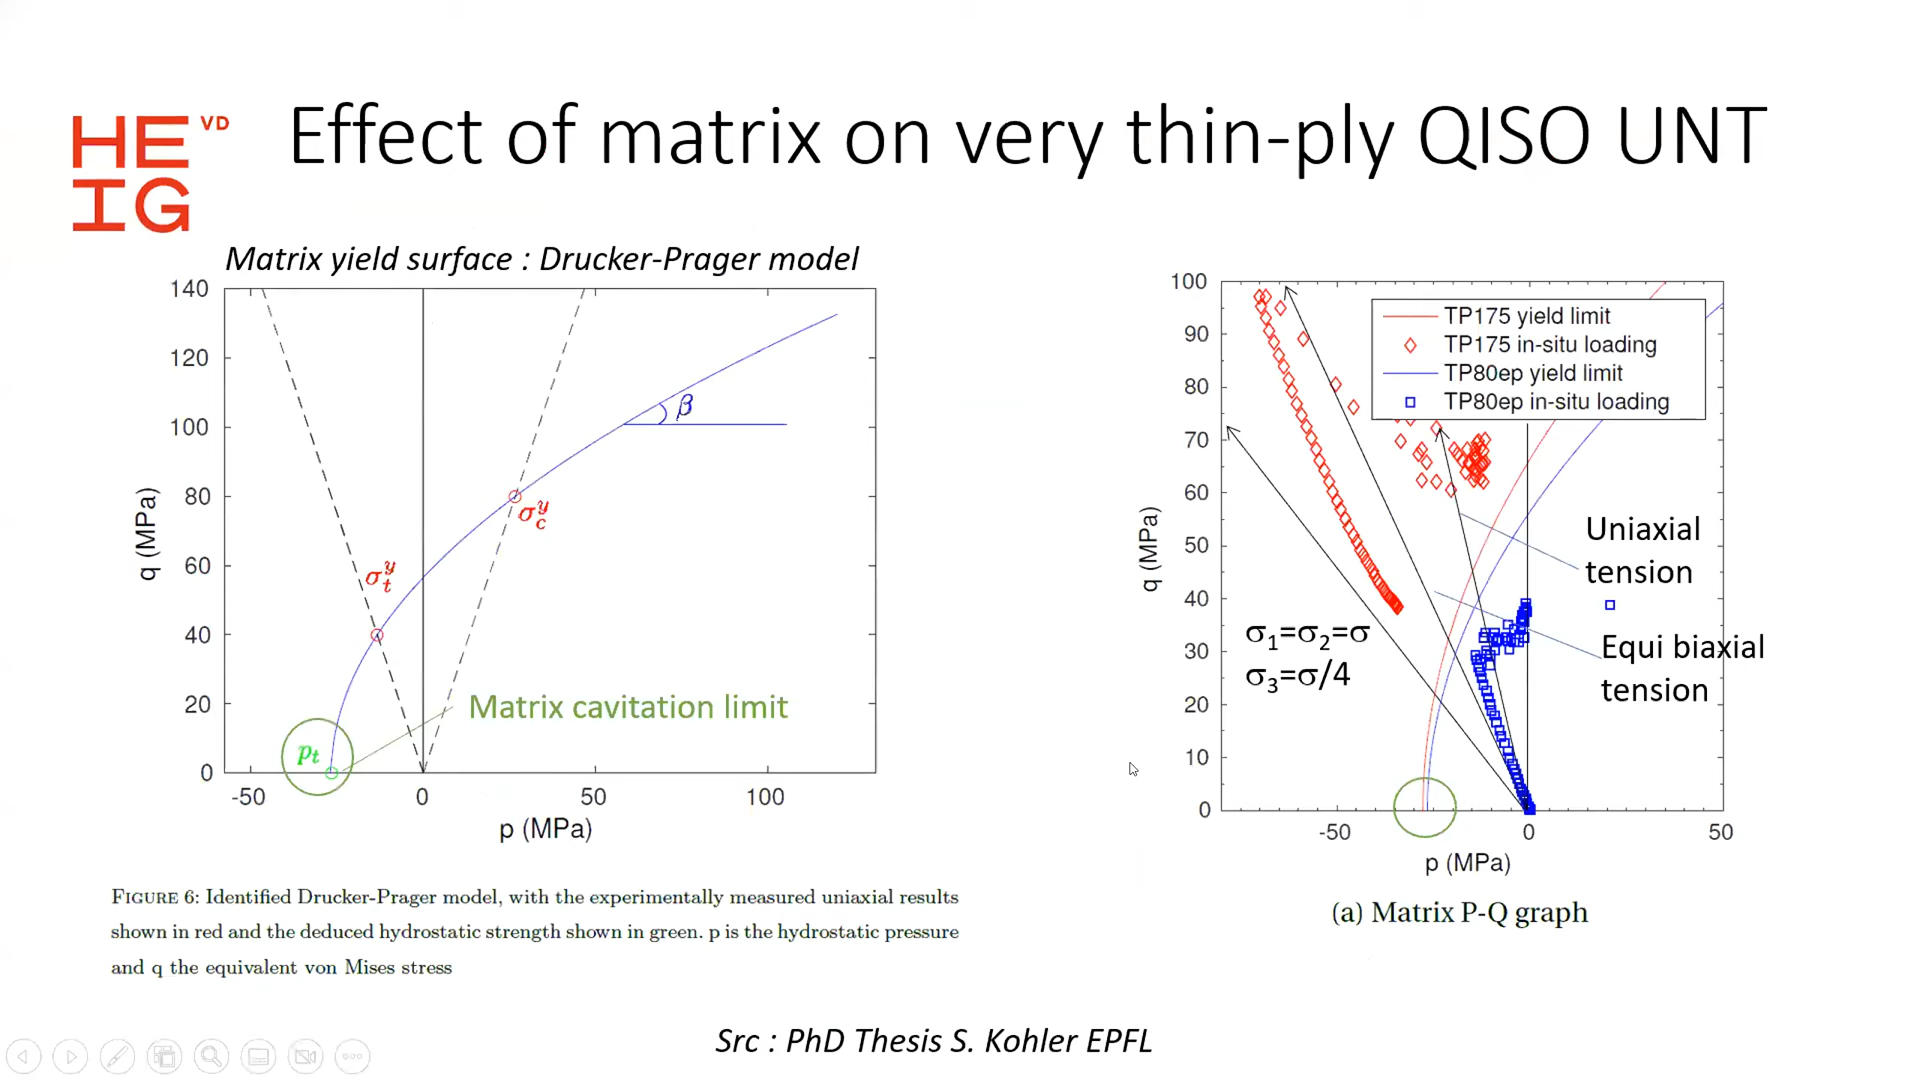 HE VD
IG
Effect of matrix on very thin-ply QISO UNT
Matrix yield surface : Drucker-Prager model
140
120
100
80
60
40
20
0
q (MPa)
-50
0
50
100
p (MPa)
β
σ_c^y
σ_t^y
p_t
Matrix cavitation limit
FIGURE 6: Identified Drucker-Prager model, with the experimentally measured uniaxial results
shown in red and the deduced hydrostatic strength shown in green. p is the hydrostatic pressure
and q the equivalent von Mises stress
100
90
80
70
60
50
40
30
20
10
0
q (MPa)
-50
0
50
p (MPa)
TP175 yield limit
TP175 in-situ loading
TP80ep yield limit
TP80ep in-situ loading
Uniaxial
tension
σ1=σ2=σ
σ3=σ/4
Equi biaxial
tension
(a) Matrix P-Q graph
Src : PhD Thesis S. Kohler EPFL